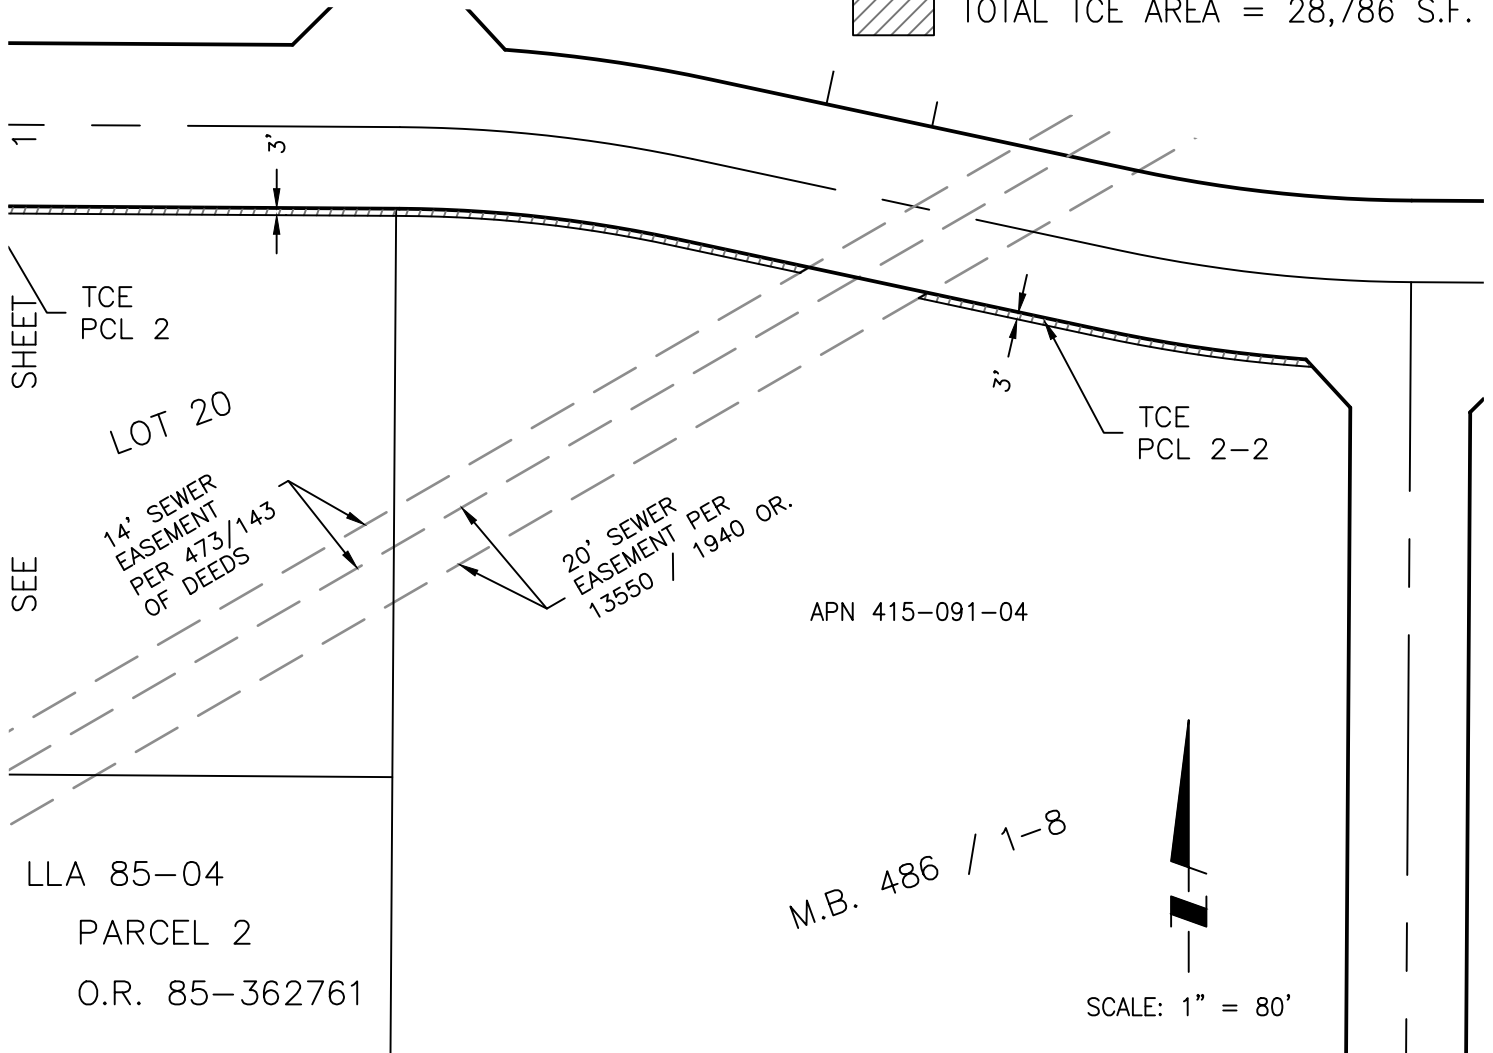 TOTAL TCE AREA = 28,786 S.F.
3'
SEE SHEET 1
TCE
PCL 2
LOT 20
3'
TCE
PCL 2-2
14' SEWER
EASEMENT
PER 473/143
OF DEEDS
20' SEWER
EASEMENT PER
13550 / 1940 OR.
APN 415-091-04
LLA 85-04
PARCEL 2
O.R. 85-362761
M.B. 486 / 1-8
SCALE: 1" = 80'